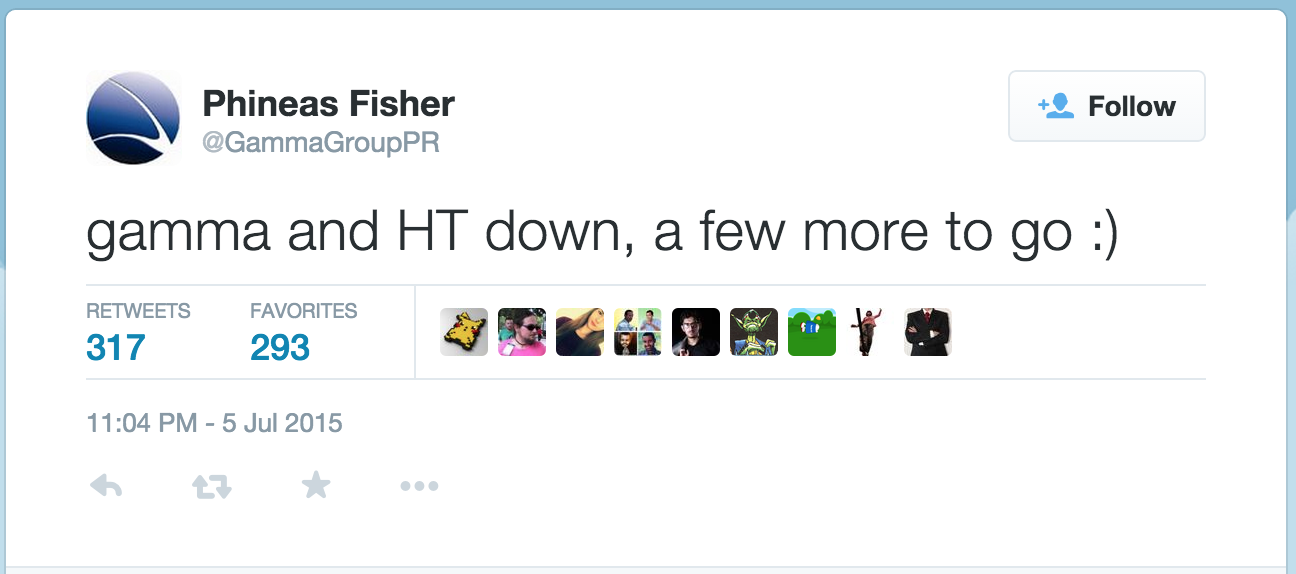 Phineas Fisher
@GammaGroupPR
Follow
gamma and HT down, a few more to go :)
RETWEETS FAVORITES
317 293
11:04 PM - 5 Jul 2015